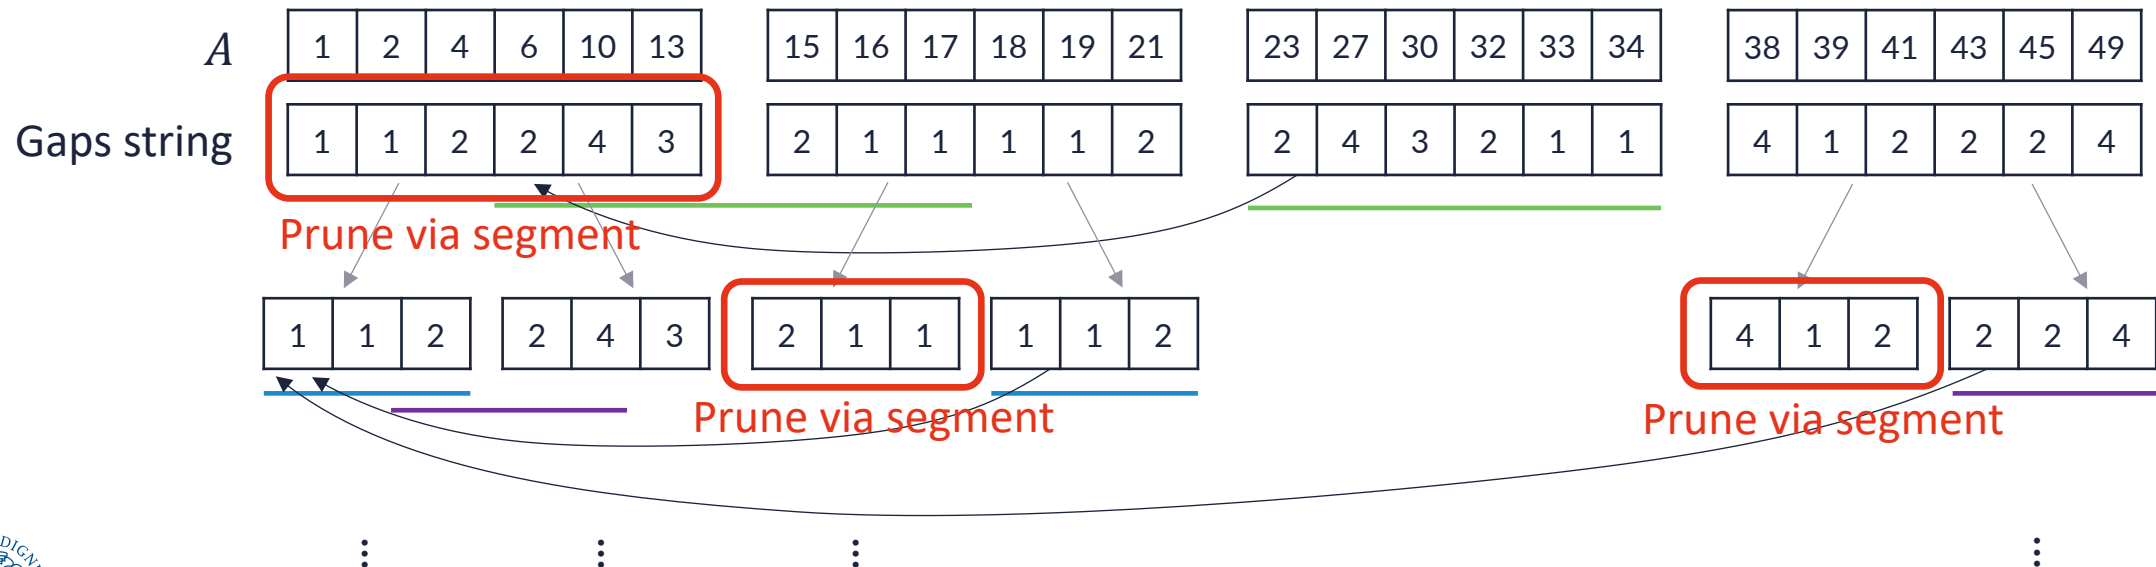 A 1 2 4 6 10 13 15 16 17 18 19 21 23 27 30 32 33 34 38 39 41 43 45 49
Gaps string 1 1 2 2 4 3 2 1 1 1 1 2 2 4 3 2 1 1 4 1 2 2 2 4
Prune via segment
1 1 2 2 4 3 2 1 1 1 1 2 4 1 2 2 2 4
Prune via segment Prune via segment